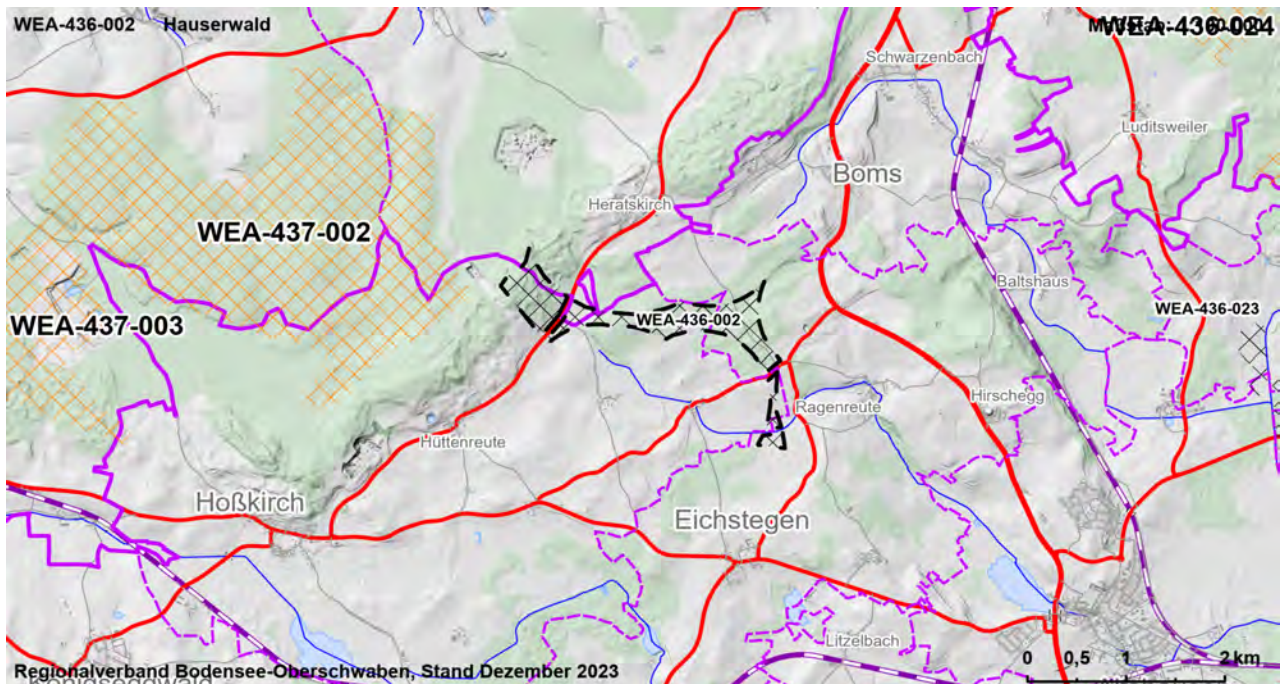 WEA-436-002 Hauserwald
WEA-436-024
Schwarzenbach
Luditsweiler
Boms
Heratskirch
WEA-437-002
Baltshaus
WEA-436-023
WEA-437-003
WEA-436-002
Hirschegg
Ragenreute
Hüttenreute
Hoßkirch
Eichstegen
Litzelbach
0 0,5 1 2 km
Regionalverband Bodensee-Oberschwaben, Stand Dezember 2023
Königseggwald